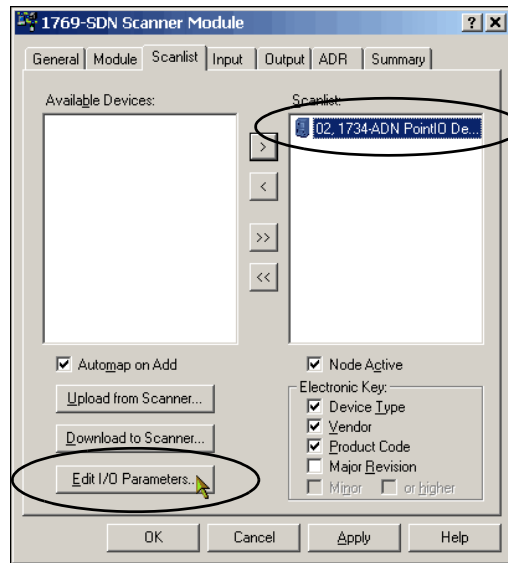 1769-SDN Scanner Module
General Module Scanlist Input Output ADR Summary
Available Devices:
Scanlist:
02, 1734-ADN PointIO De...
>
<
>>
<<
Automap on Add
Node Active
Upload from Scanner...
Download to Scanner...
Edit I/O Parameters...
Electronic Key:
Device Type
Vendor
Product Code
Major Revision
Minor or higher
OK Cancel Apply Help